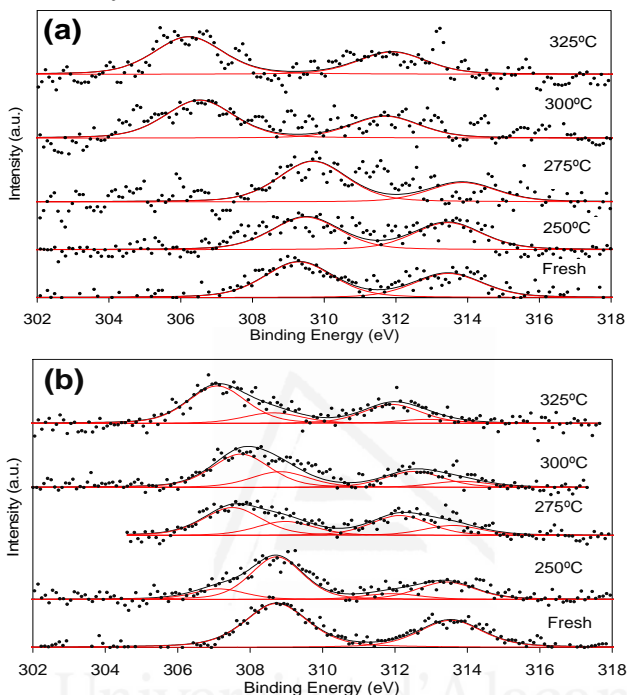 (a)
325ºC
300ºC
275ºC
250ºC
Fresh
Intensity (a.u.)
302 304 306 308 310 312 314 316 318
Binding Energy (eV)
(b)
325ºC
300ºC
275ºC
250ºC
Fresh
Intensity (a.u.)
302 304 306 308 310 312 314 316 318
Binding Energy (eV)